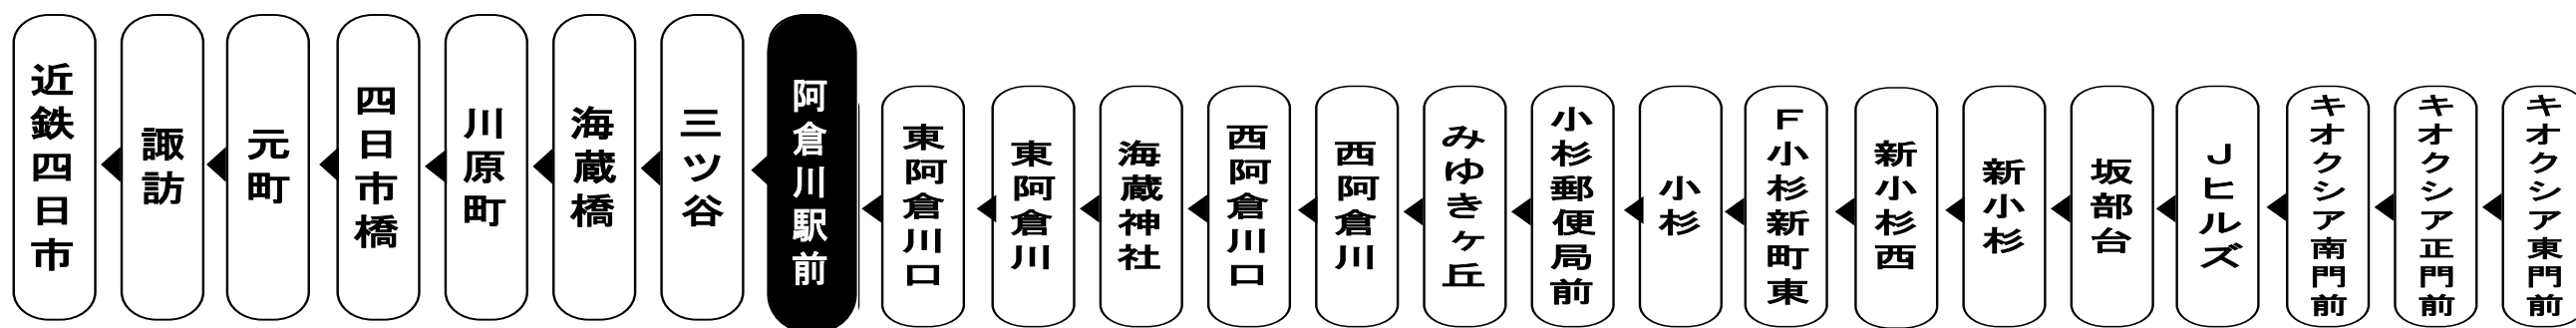 近鉄四日市
諏訪
元町
四日市橋
川原町
海蔵橋
三ツ谷
阿倉川駅前
東阿倉川口
東阿倉川
海蔵神社
西阿倉川口
西阿倉川
みゆきヶ丘
小杉郵便局前
小杉
F小杉新町東
新小杉西
新小杉
坂部台
Jヒルズ
キオクシア南門前
キオクシア正門前
キオクシア東門前